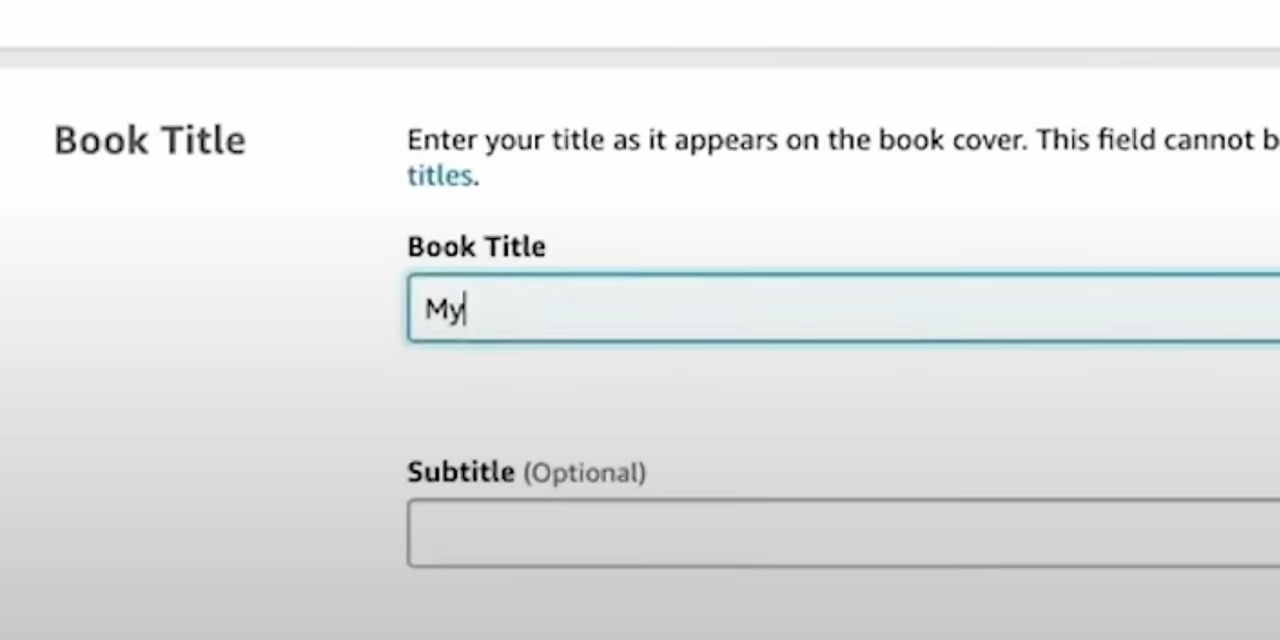 Book Title
Enter your title as it appears on the book cover. This field cannot
titles.
Book Title
My
Subtitle (Optional)